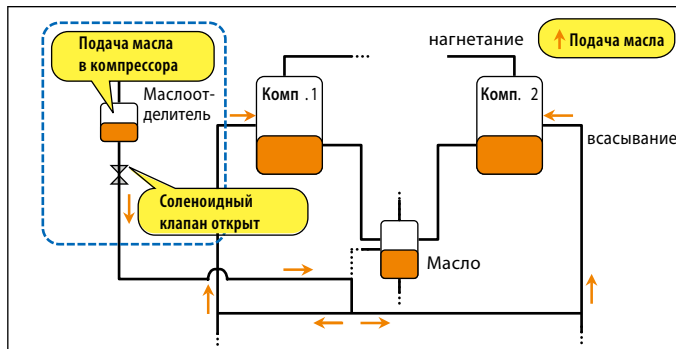 Подача масла
в компрессора
Маслоот-
делитель
Соленоидный
клапан открыт
нагнетание
Подача масла
Комп .1
Комп. 2
всасывание
Масло